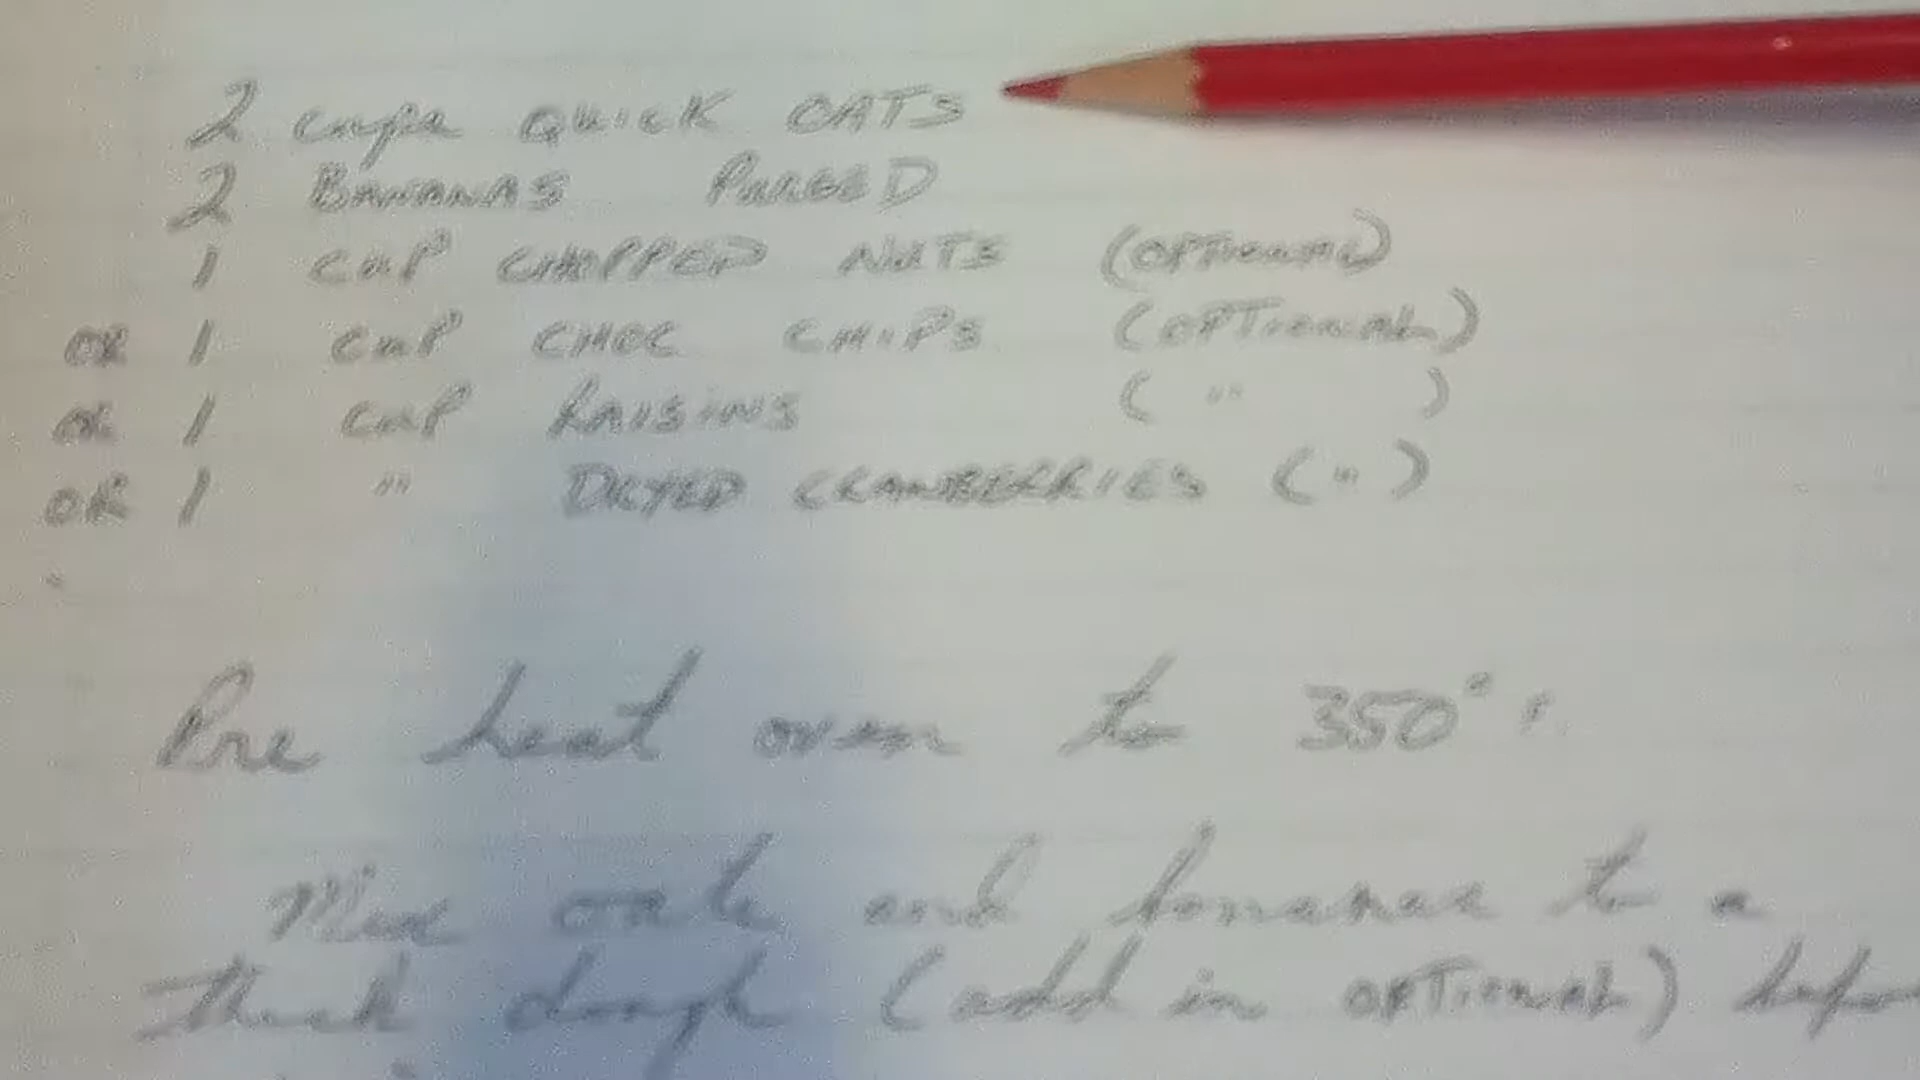 2 cups QUICK OATS
2 BANANAS PUREED
1 CUP CHOPPED NUTS (OPTIONAL)
OR 1 CUP CHOC CHIPS (OPTIONAL)
OR 1 CUP RAISINS ( " )
OR 1 " DRYED CRANBERRIES ( " )
Pre heat oven to 350°.
Mix oats and bananas to a
thick dough (add in OPTIONAL)